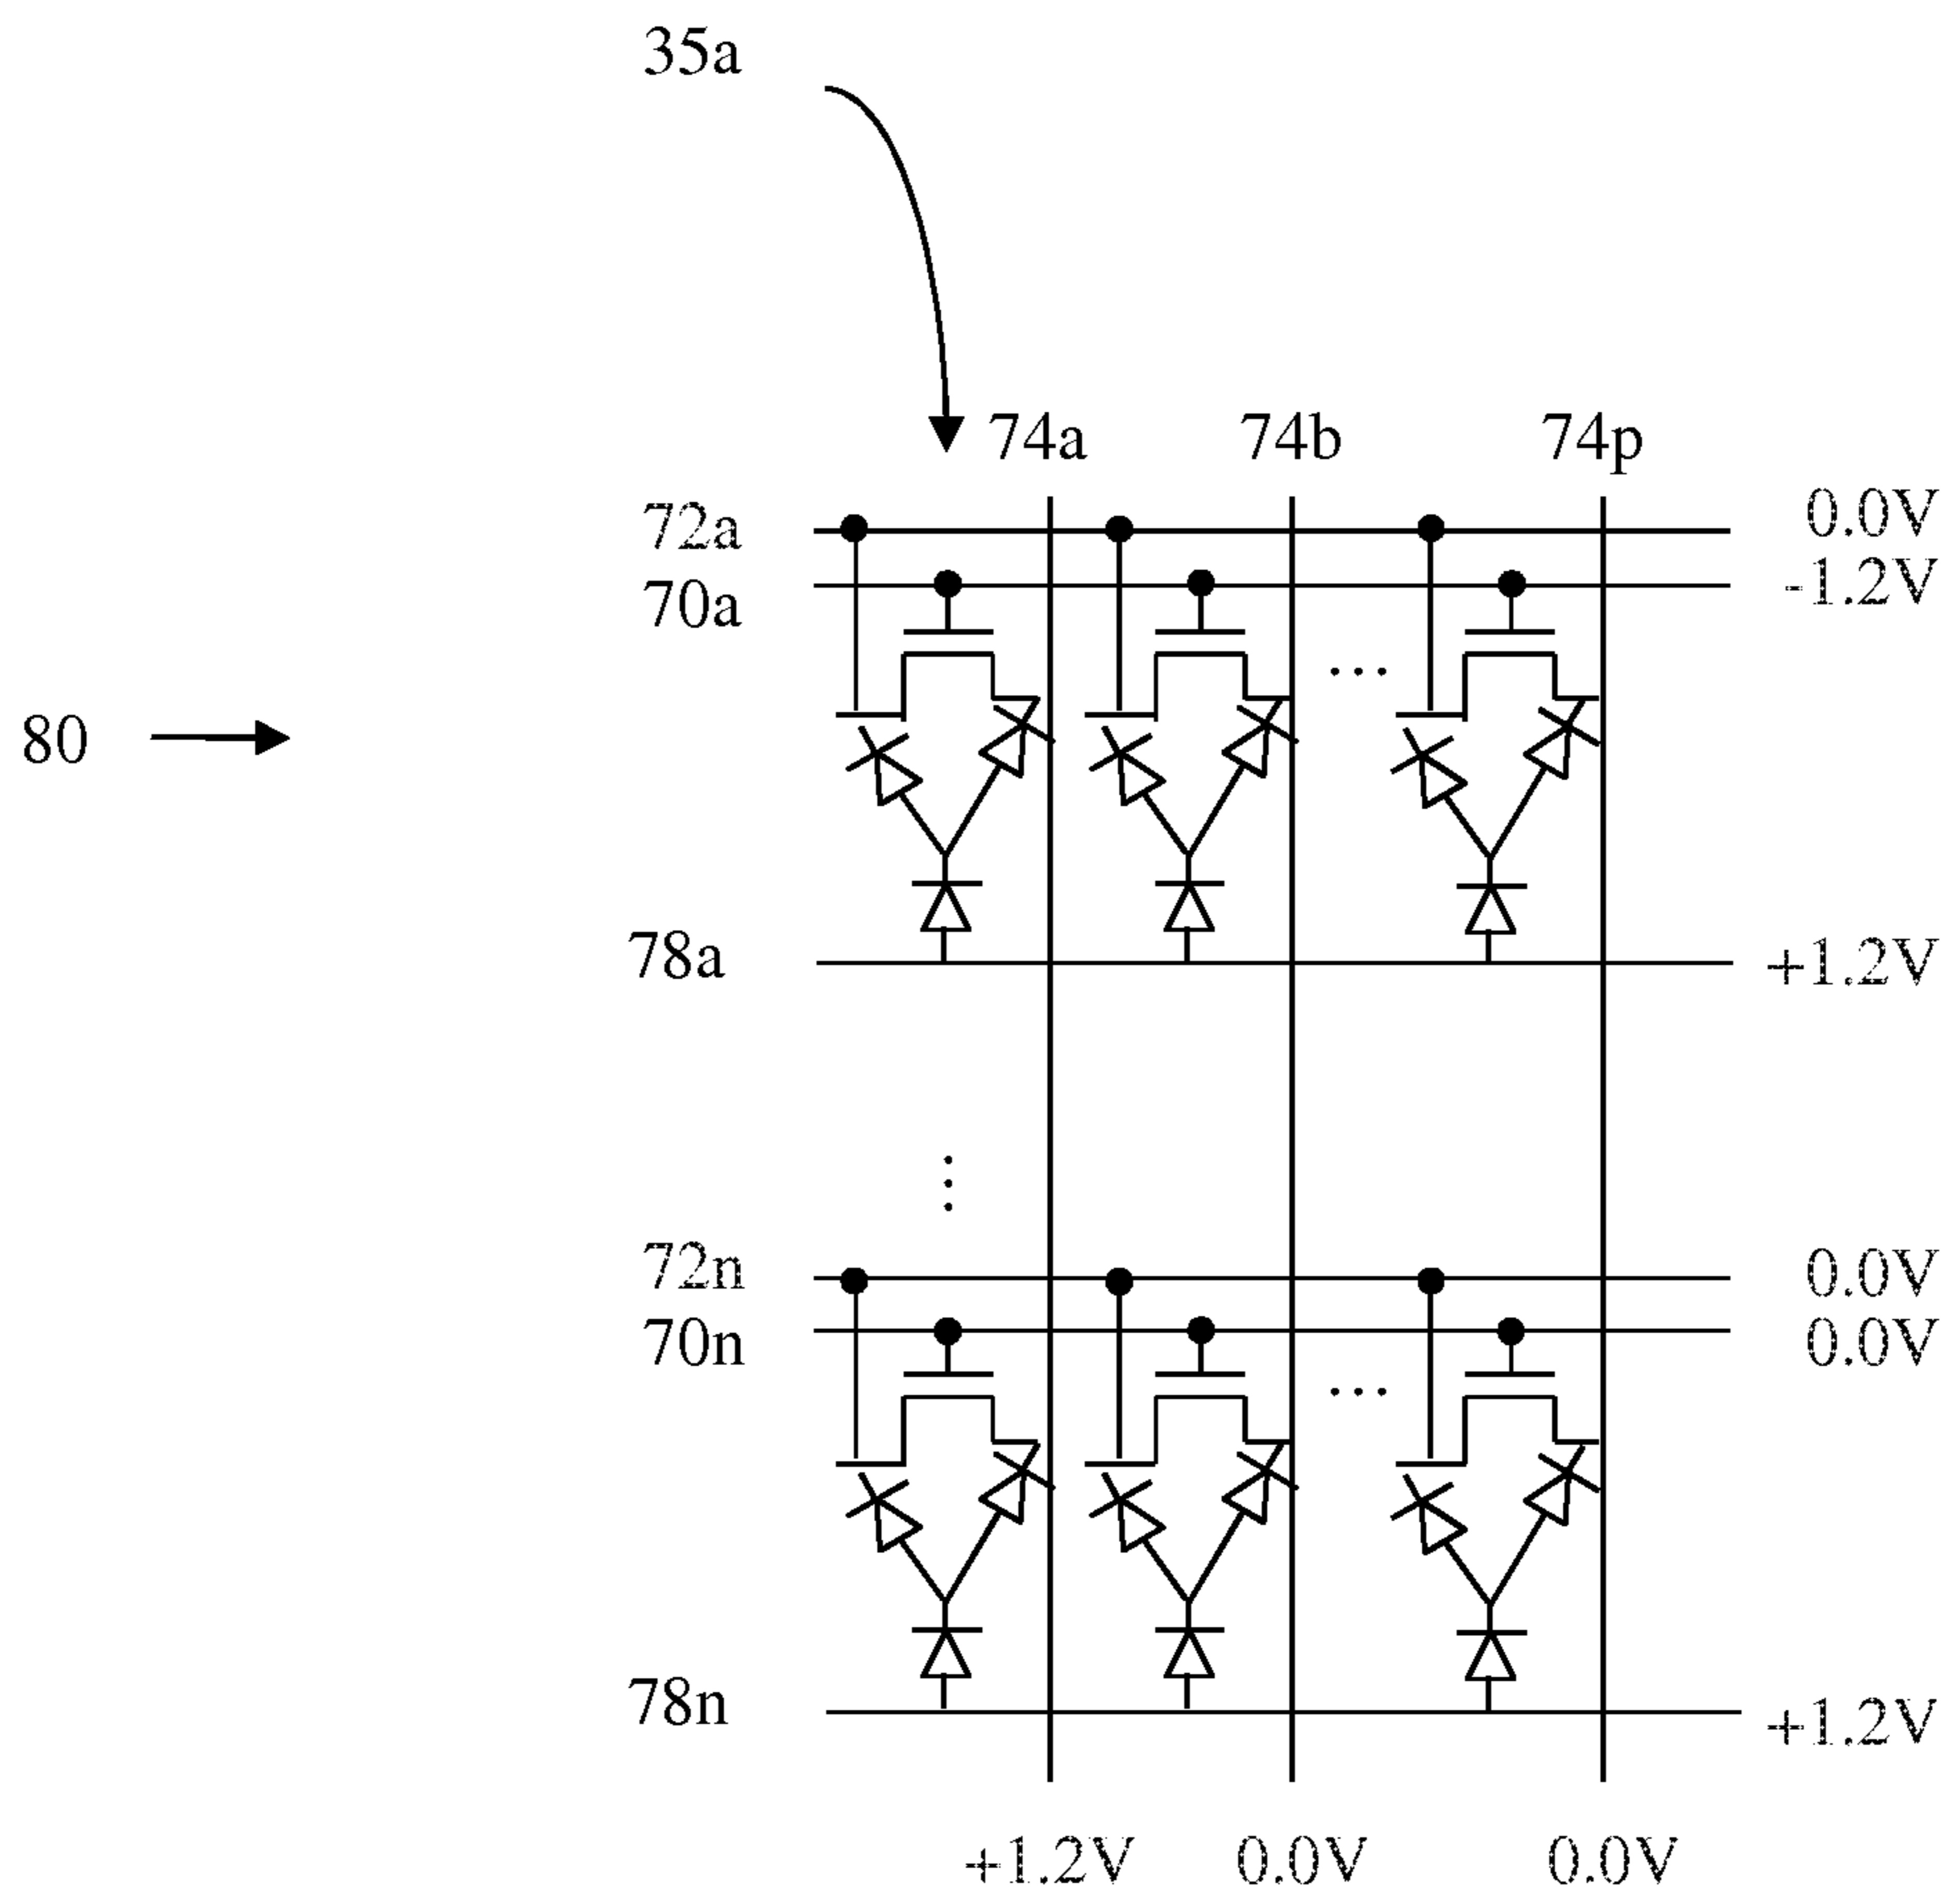 35a
74a 74b 74p
72a 0.0V
70a -1.2V
80
...
78a +1.2V
72n 0.0V
70n 0.0V
...
78n +1.2V
+1.2V 0.0V 0.0V